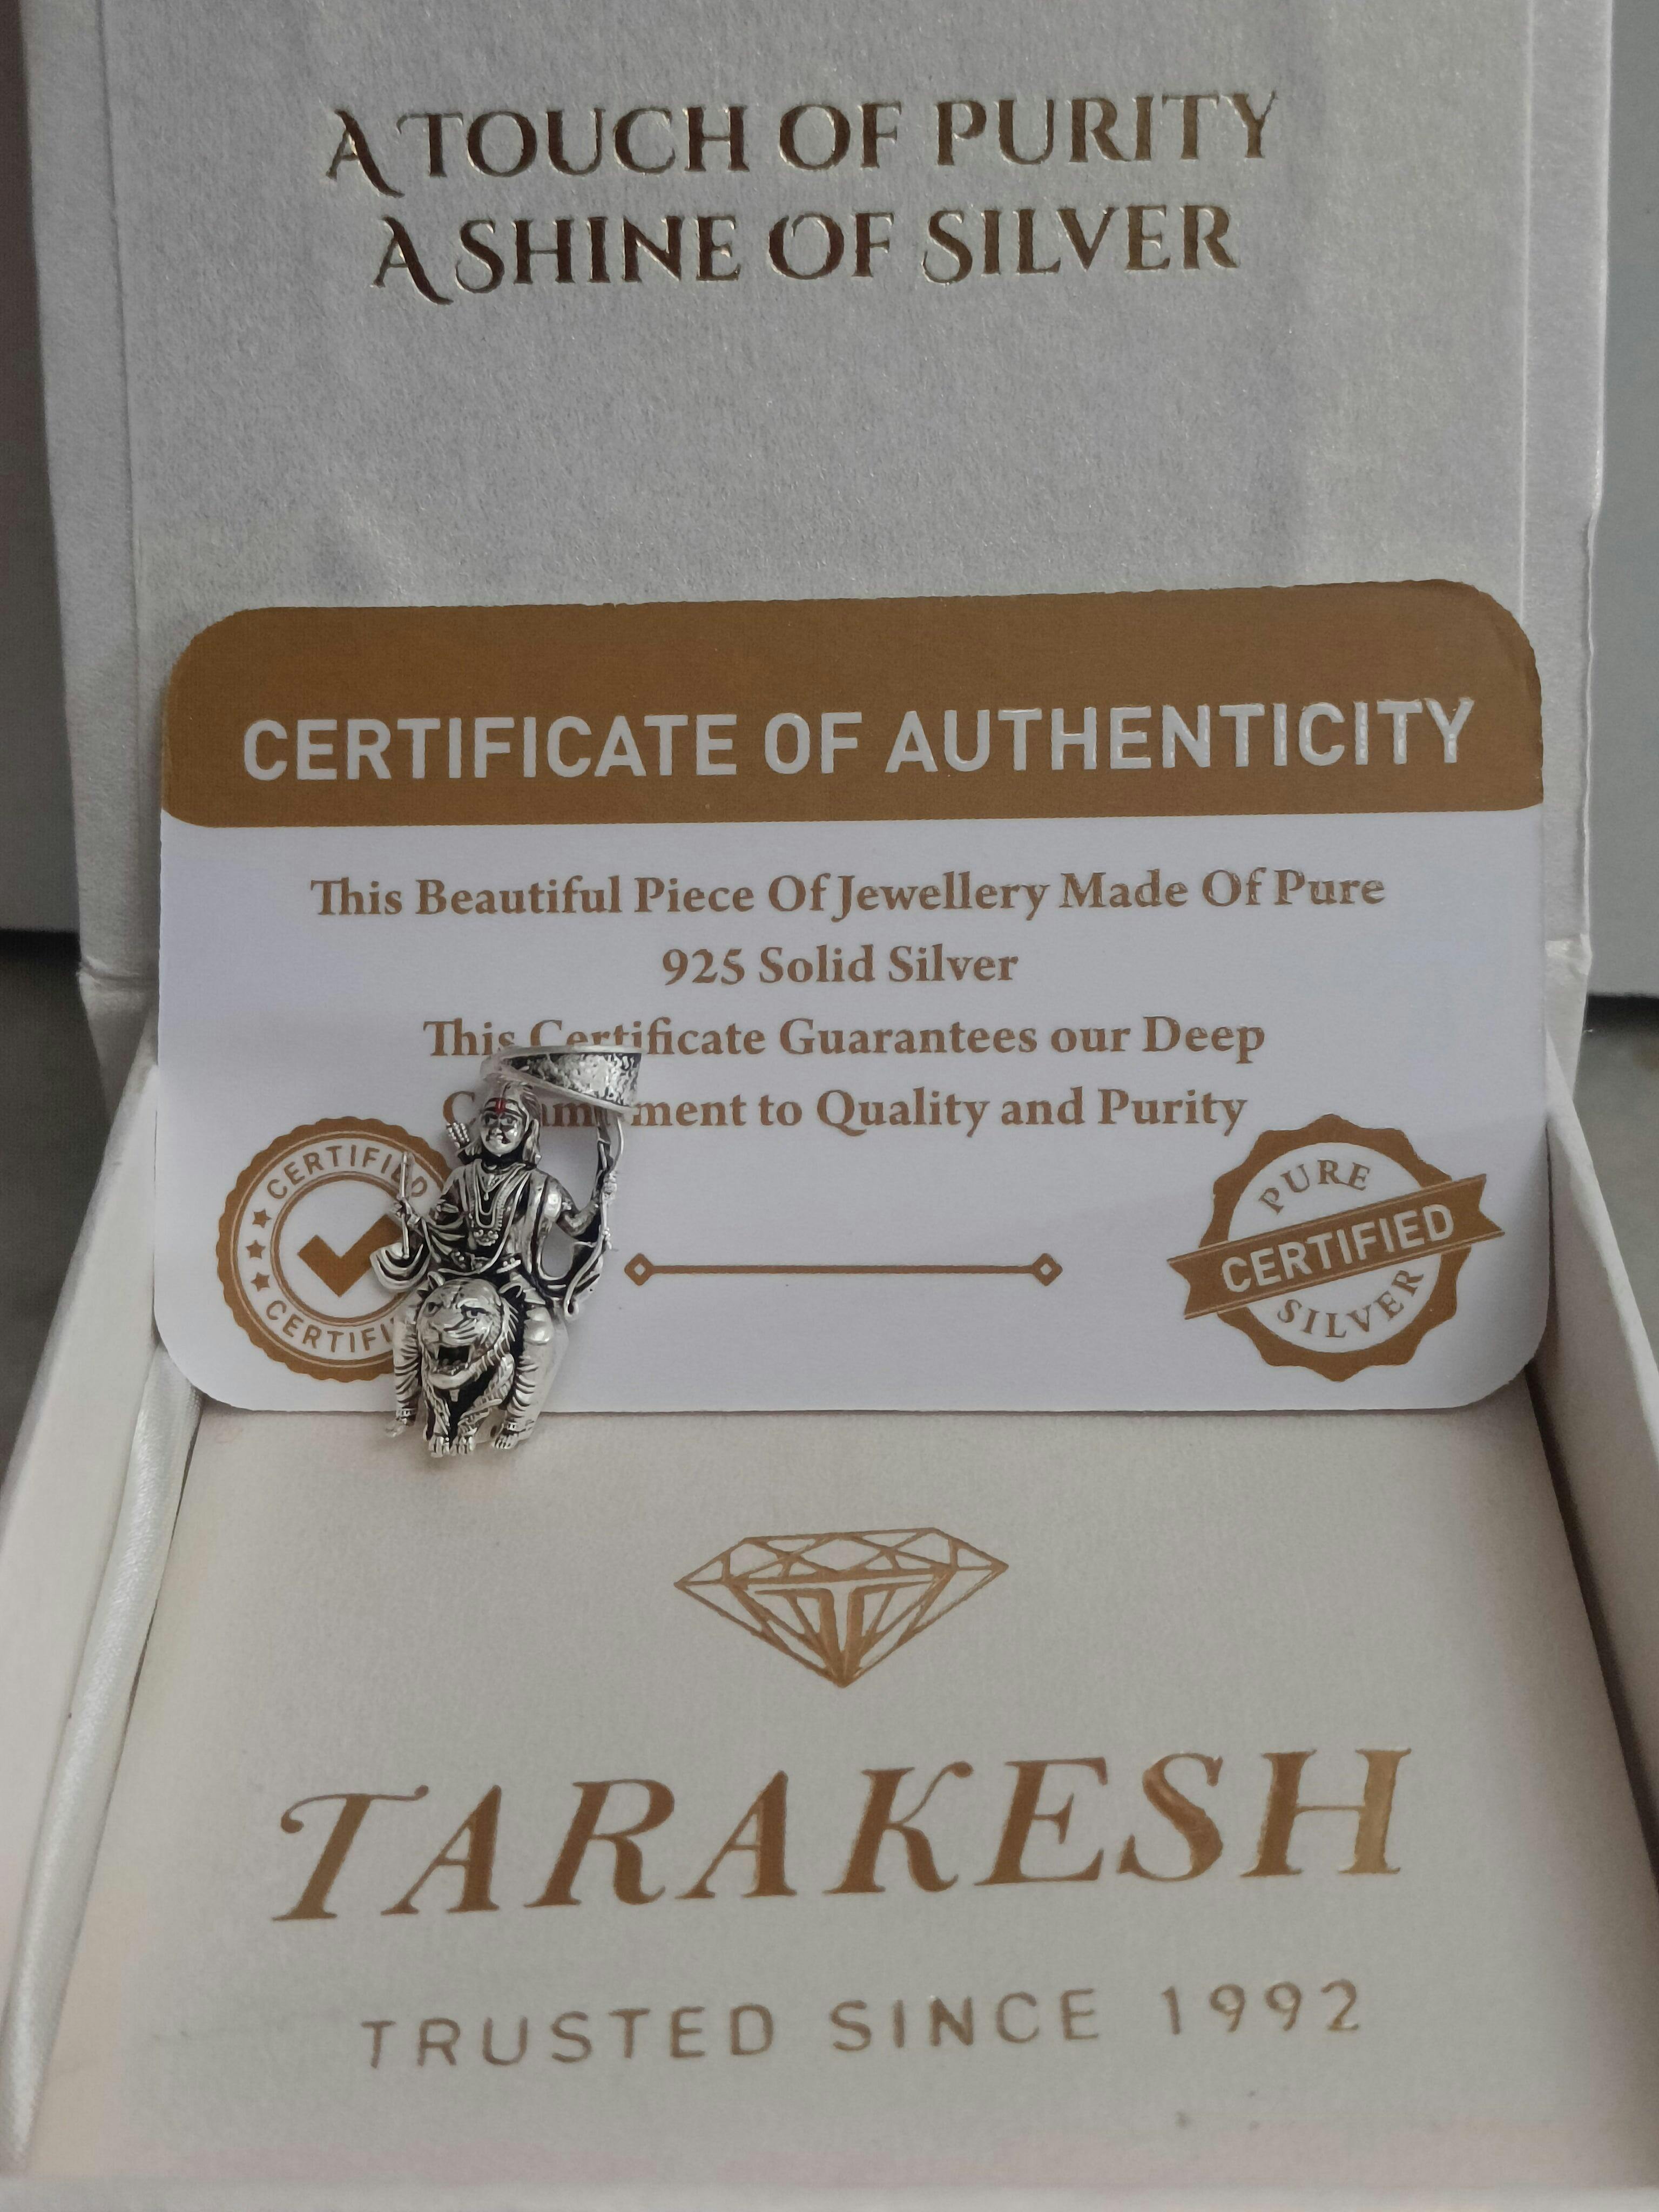 A TOUCH OF PURITY
A SHINE OF SILVER
CERTIFICATE OF AUTHENTICITY
This Beautiful Piece Of Jewellery Made Of Pure
925 Solid Silver
This Certificate Guarantees our Deep
ment to Quality and Purity
CERTIFIED
PURE
CERTIFIED
SILVER
TARAKESH
TRUSTED SINCE 1992